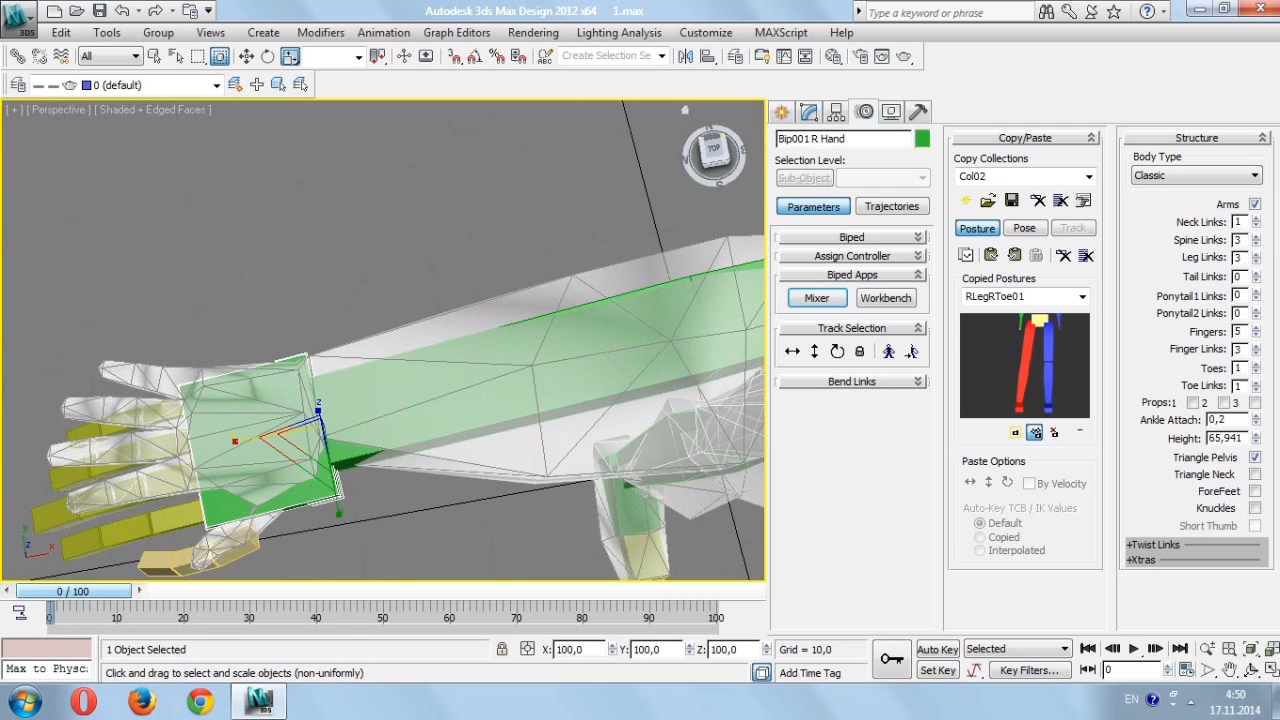 Autodesk 3ds Max Design 2012 x64 1.max
Type a keyword or phrase
3DS
Edit Tools Group Views Create Modifiers Animation Graph Editors Rendering Lighting Analysis Customize MAXScript Help
All
Create Selection Se
0 (default)
[ + ] [ Perspective ] [ Shaded + Edged Faces ]
TOP
Bip001 R Hand
Selection Level:
Sub-Object
Parameters Trajectories
Biped
Assign Controller
Biped Apps
Mixer Workbench
Track Selection
Bend Links
Copy/Paste
Copy Collections
Col02
Posture Pose Track
Copied Postures
RLegRToe01
Paste Options
By Velocity
Auto-Key TCB / IK Values
Default
Copied
Interpolated
Structure
Body Type
Classic
Arms
Neck Links: 1
Spine Links: 3
Leg Links: 3
Tail Links: 0
Ponytail1 Links: 0
Ponytail2 Links: 0
Fingers: 5
Finger Links: 3
Toes: 1
Toe Links: 1
Props: 1 2 3
Ankle Attach: 0,2
Height: 65,941
Triangle Pelvis
Triangle Neck
ForeFeet
Knuckles
Short Thumb
+Twist Links
+Xtras
z
z x
0 / 100
0 10 20 30 40 50 60 70 80 90 100
1 Object Selected X: 100,0 Y: 100,0 Z: 100,0 Grid = 10,0 Auto Key Selected
Max to Physc Click and drag to select and scale objects (non-uniformly) Add Time Tag Set Key Key Filters... 0
3DS
EN
4:50
17.11.2014